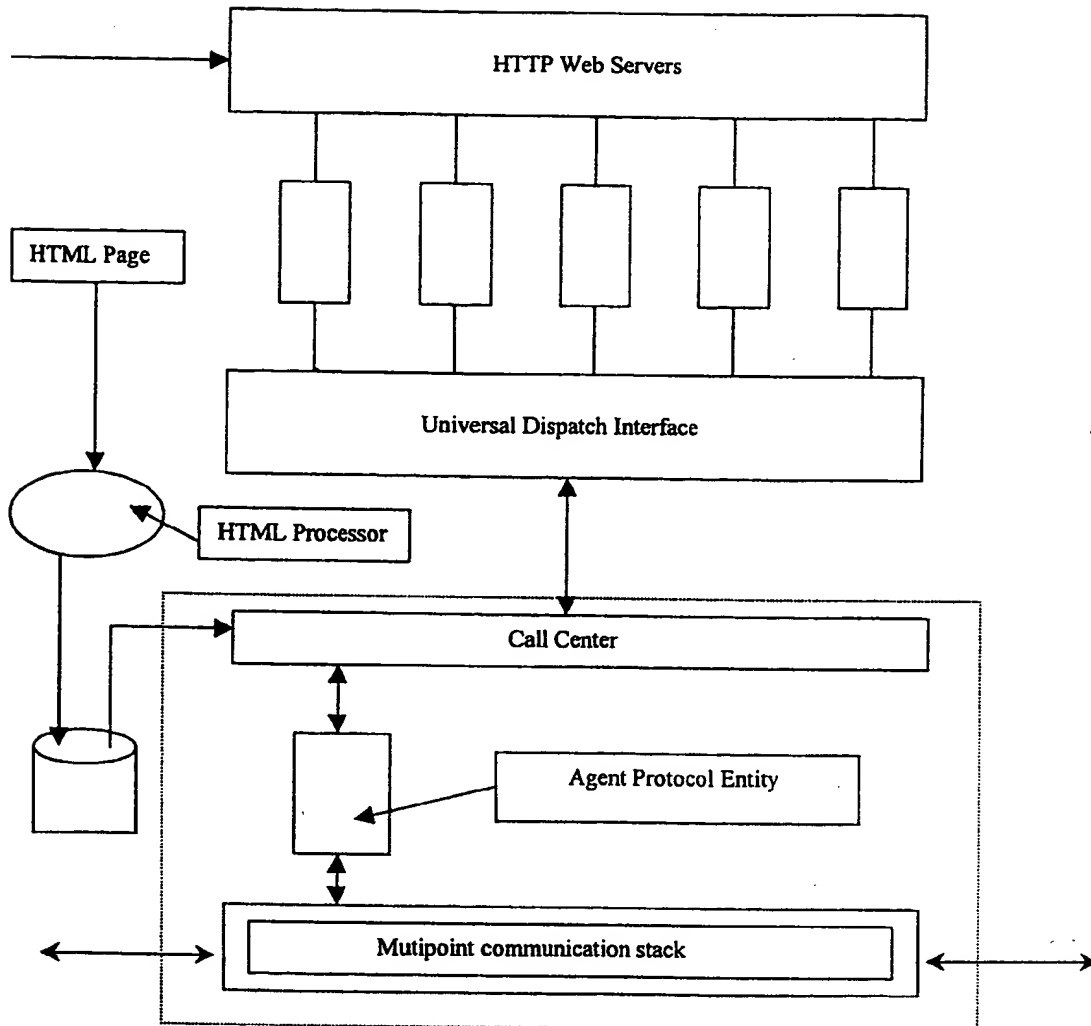 HTTP Web Servers
HTML Page
Universal Dispatch Interface
HTML Processor
Call Center
Agent Protocol Entity
Mutipoint communication stack